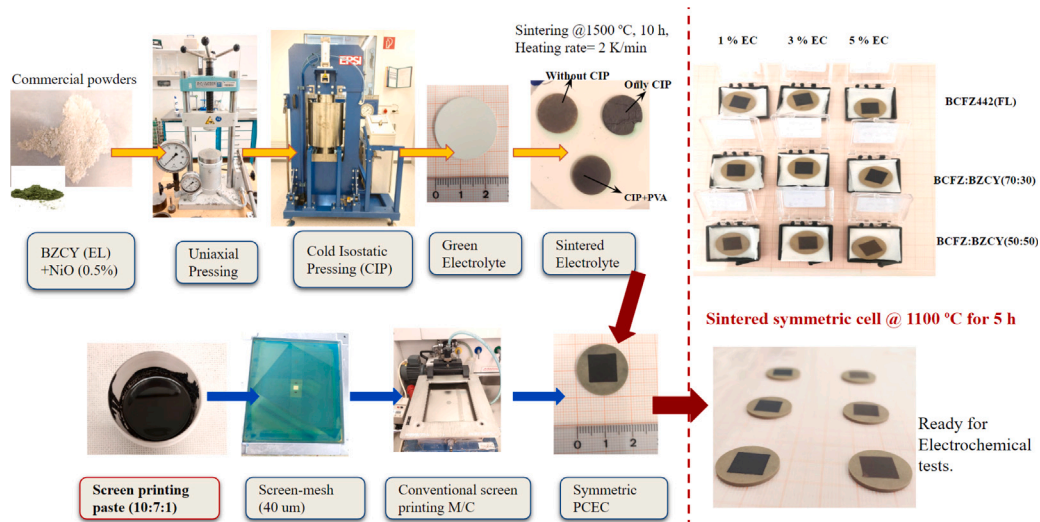 Sintering @1500 ºC, 10 h,
Heating rate= 2 K/min
Commercial powders
EPSI
Without CIP
Only CIP
CIP+PVA
0 1 2
BZCY (EL)
+NiO (0.5%)
Uniaxial
Pressing
Cold Isostatic
Pressing (CIP)
Green
Electrolyte
Sintered
Electrolyte
0 1 2
Screen printing
paste (10:7:1)
Screen-mesh
(40 um)
Conventional screen
printing M/C
Symmetric
PCEC
1 % EC 3 % EC 5 % EC
BCFZ442(FL)
BCFZ:BZCY(70:30)
BCFZ:BZCY(50:50)
Sintered symmetric cell @ 1100 ºC for 5 h
Ready for
Electrochemical
tests.